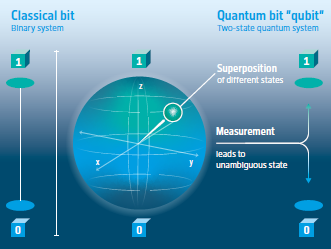 Classical bit
Binary system
Quantum bit "qubit"
Two-state quantum system
1
1
1
z
Superposition
of different states
Measurement
leads to
unambiguous state
x
y
0
0
0